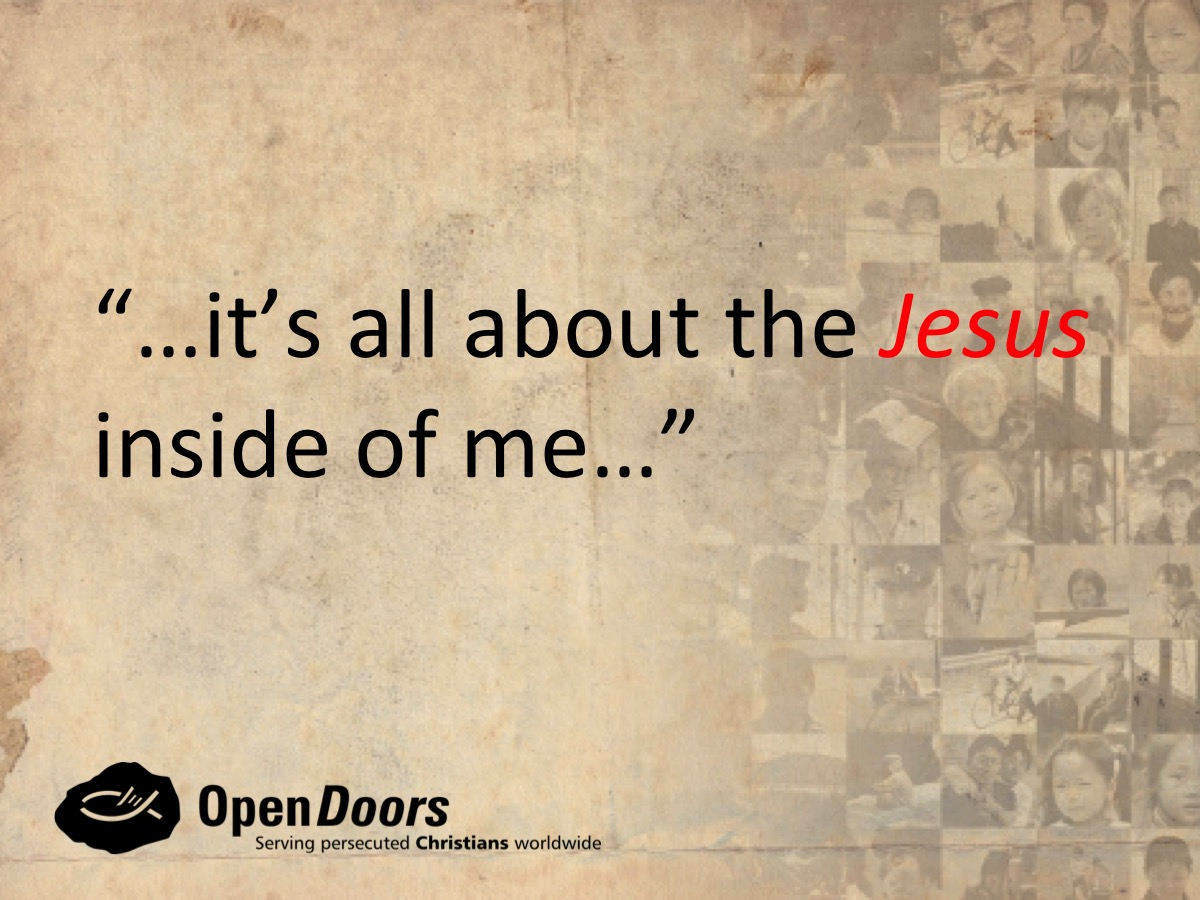 “…it’s all about the Jesus
inside of me…”
Open Doors
Serving persecuted Christians worldwide